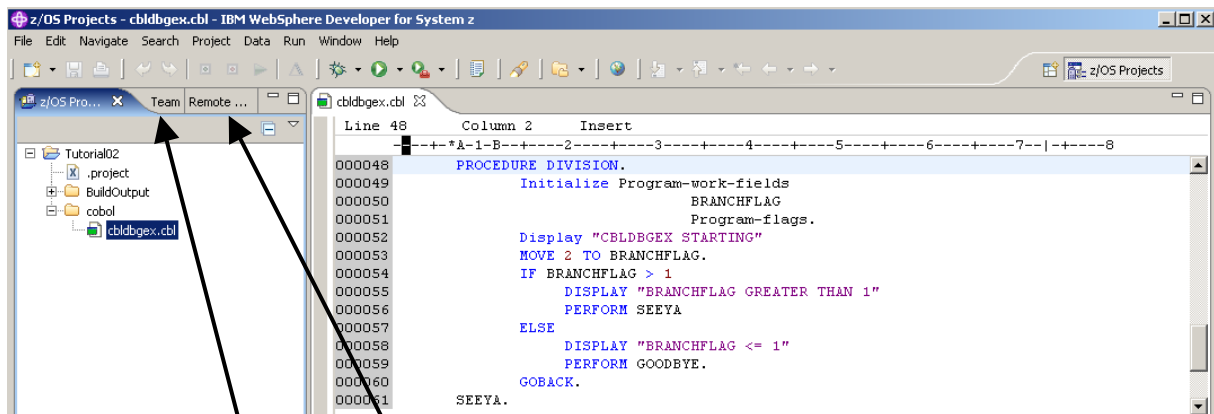 z/OS Projects - cbldbgex.cbl - IBM WebSphere Developer for System z
File Edit Navigate Search Project Data Run Window Help
z/OS Projects
z/OS Pro... Team Remote ...
cbldbgex.cbl
Line 48 Column 2 Insert
--+-*A-1-B--+----2----+----3----+----4----+----5----+----6----+----7--|-+----8
Tutorial02
.project
BuildOutput
cobol
cbldbgex.cbl
000048 PROCEDURE DIVISION.
000049 Initialize Program-work-fields
000050 BRANCHFLAG
000051 Program-flags.
000052 Display "CBLDBGEX STARTING"
000053 MOVE 2 TO BRANCHFLAG.
000054 IF BRANCHFLAG > 1
000055 DISPLAY "BRANCHFLAG GREATER THAN 1"
000056 PERFORM SEEYA
000057 ELSE
000058 DISPLAY "BRANCHFLAG <= 1"
000059 PERFORM GOODBYE.
000060 GOBACK.
000061 SEEYA.